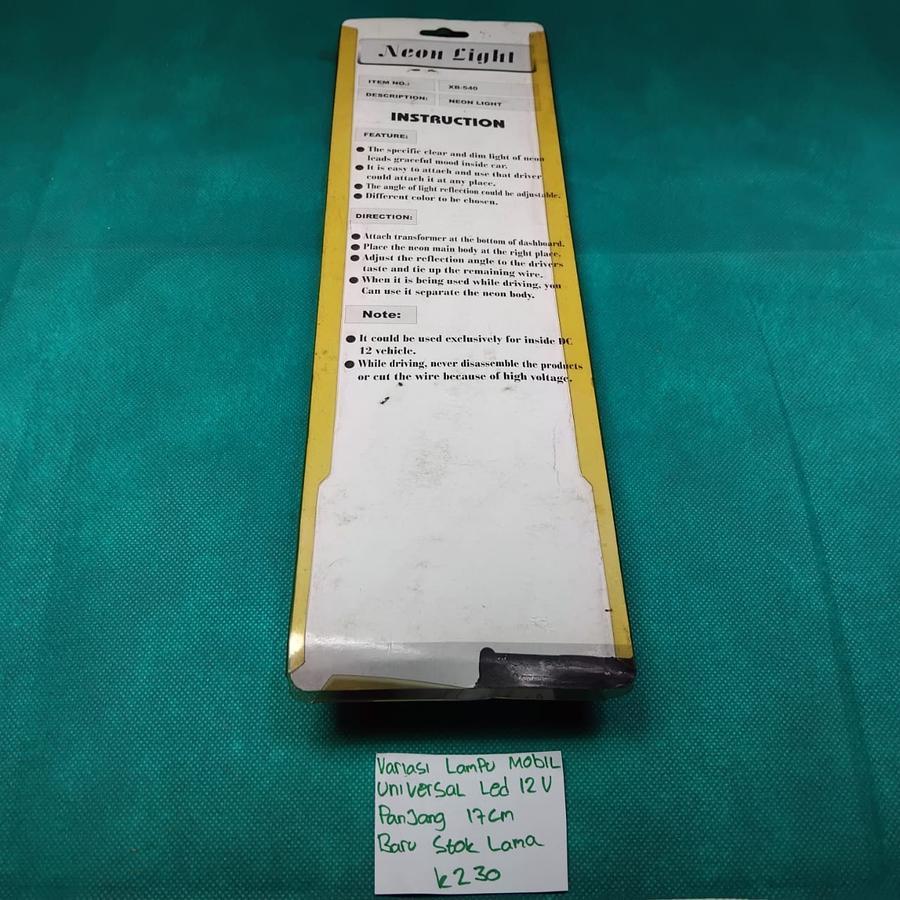 Neon Light
ITEM NO.: XB-540
DESCRIPTION: NEON LIGHT
INSTRUCTION
FEATURE:
● The specific clear and dim light of neon
leads graceful mood inside car.
● It is easy to attach and use that driver
could attach it at any place.
● The angle of light reflection could be adjustable.
● Different color to be chosen.
DIRECTION:
● Attach transformer at the bottom of dashboard.
● Place the neon main body at the right place.
● Adjust the reflection angle to the drivers
taste and tie up the remaining wire.
● When it is being used while driving, you
Can use it separate the neon body.
Note:
● It could be used exclusively for inside DC
12 vehicle.
● While driving, never disassemble the products
or cut the wire because of high voltage.
Variasi Lampu Mobil
Universal Led 12 V
Panjang 17cm
Baru Stok Lama
k230